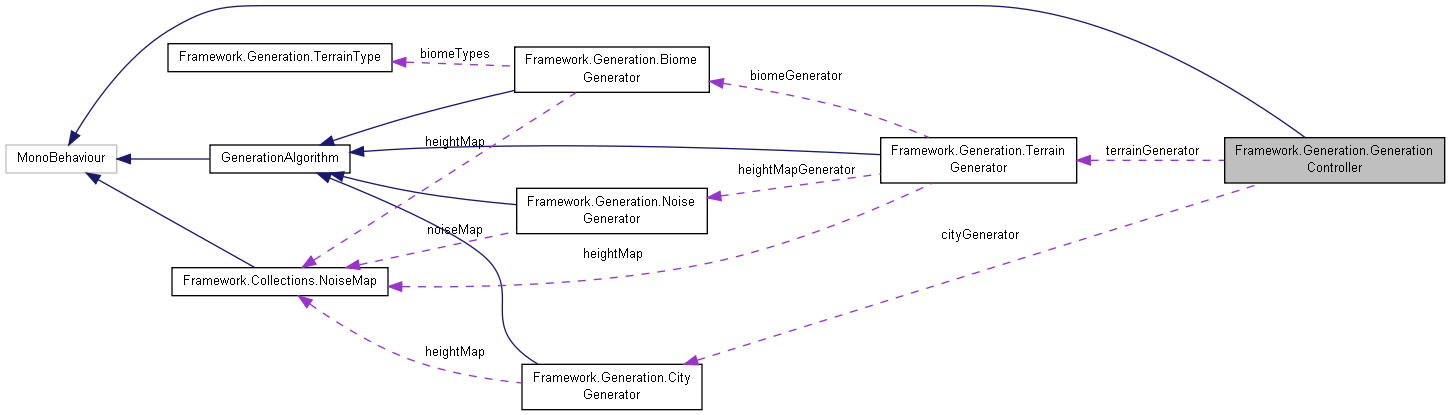 Framework.Generation.TerrainType
biomeTypes
Framework.Generation.Biome
Generator
biomeGenerator
MonoBehaviour
GenerationAlgorithm
heightMap
Framework.Generation.Terrain
Generator
terrainGenerator
Framework.Generation.Generation
Controller
heightMapGenerator
Framework.Generation.Noise
Generator
noiseMap
cityGenerator
heightMap
Framework.Collections.NoiseMap
heightMap
Framework.Generation.City
Generator